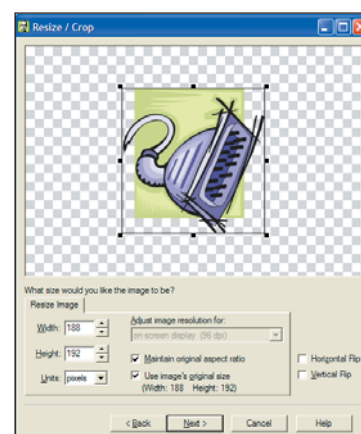 Resize / Crop
What size would you like the image to be?
Resize Image
Width: 188
Height: 192
Units: pixels
Adjust image resolution for:
on screen display (96 dpi)
Maintain original aspect ratio
Use image's original size
(Width: 188 Height: 192)
Horizontal Flip
Vertical Flip
< Back
Next >
Cancel
Help